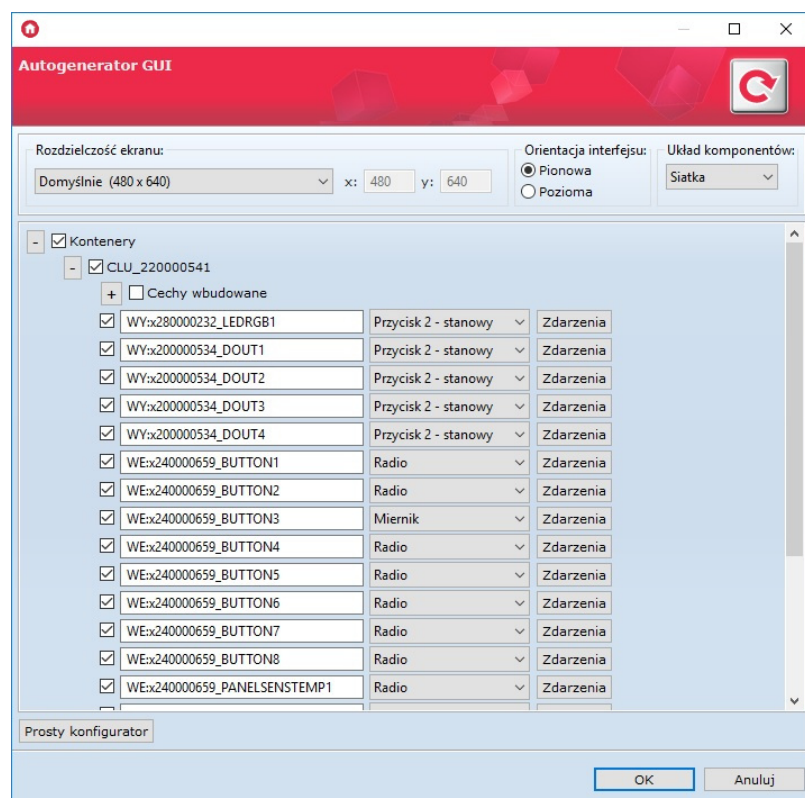 Autogenerator GUI
Rozdzielczość ekranu:
Orientacja interfejsu:
Układ komponentów:
Domyślnie (480 x 640)
x: 480
y: 640
Pionowa
Pozioma
Siatka
- Kontenery
- CLU_220000541
+ Cechy wbudowane
WY:x280000232_LEDRGB1 Przycisk 2 - stanowy Zdarzenia
WY:x200000534_DOUT1 Przycisk 2 - stanowy Zdarzenia
WY:x200000534_DOUT2 Przycisk 2 - stanowy Zdarzenia
WY:x200000534_DOUT3 Przycisk 2 - stanowy Zdarzenia
WY:x200000534_DOUT4 Przycisk 2 - stanowy Zdarzenia
WE:x240000659_BUTTON1 Radio Zdarzenia
WE:x240000659_BUTTON2 Radio Zdarzenia
WE:x240000659_BUTTON3 Miernik Zdarzenia
WE:x240000659_BUTTON4 Radio Zdarzenia
WE:x240000659_BUTTON5 Radio Zdarzenia
WE:x240000659_BUTTON6 Radio Zdarzenia
WE:x240000659_BUTTON7 Radio Zdarzenia
WE:x240000659_BUTTON8 Radio Zdarzenia
WE:x240000659_PANELSENSTEMP1 Radio Zdarzenia
Prosty konfigurator
OK
Anuluj